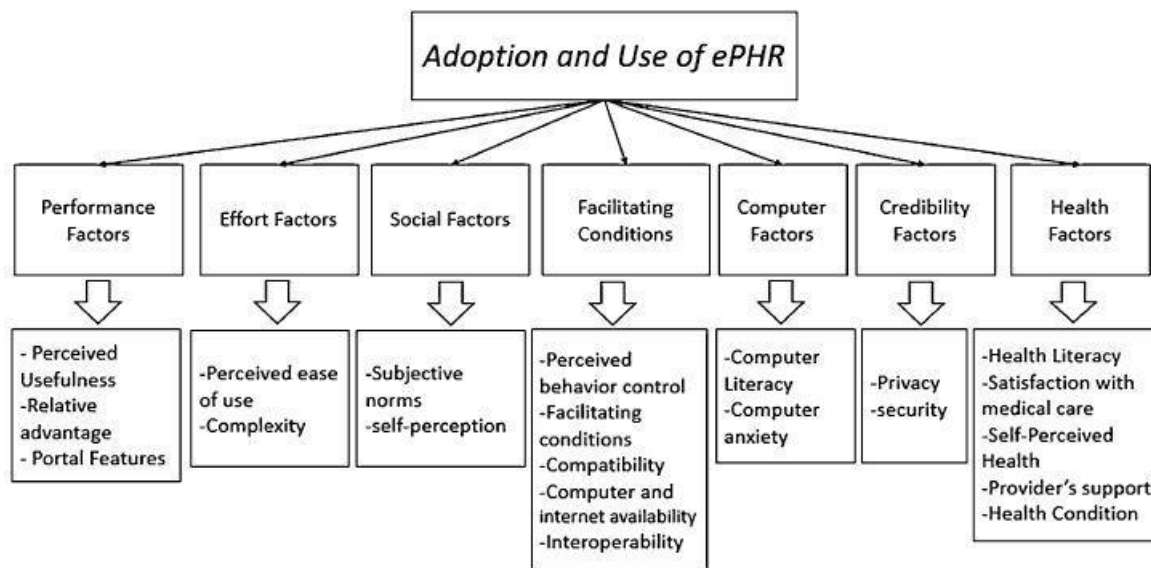 Adoption and Use of ePHR
Performance
Factors
Effort Factors
Social Factors
Facilitating
Conditions
Computer
Factors
Credibility
Factors
Health
Factors
- Perceived
Usefulness
-Relative
advantage
- Portal Features
-Perceived ease
of use
-Complexity
-Subjective
norms
-self-perception
-Perceived
behavior control
-Facilitating
conditions
-Compatibility
-Computer and
internet availability
-Interoperability
-Computer
Literacy
-Computer
anxiety
-Privacy
-security
-Health Literacy
-Satisfaction with
medical care
-Self-Perceived
Health
-Provider's support
-Health Condition